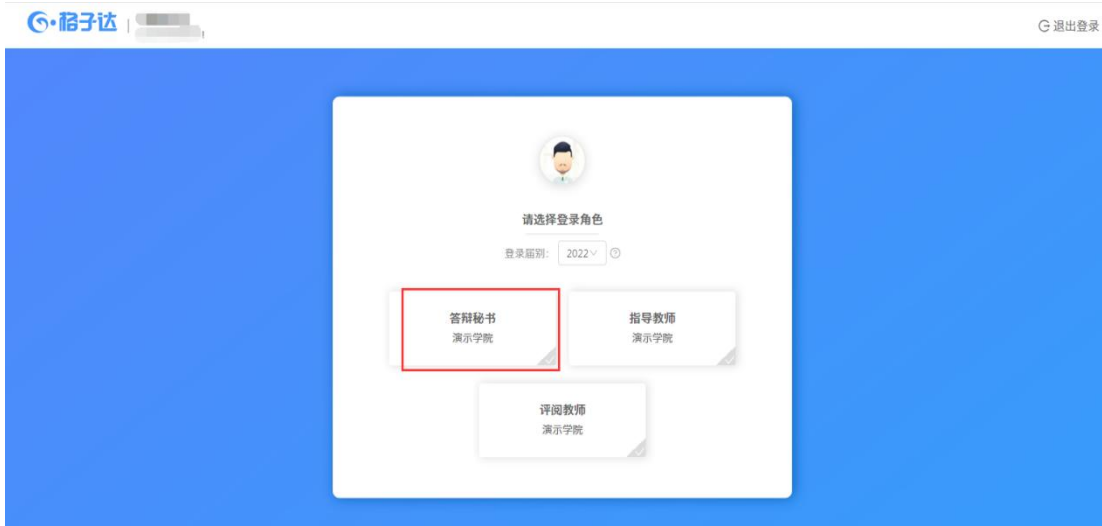 格子达 |
退出登录
请选择登录角色
登录届别: 2022
答辩秘书
演示学院
指导教师
演示学院
评阅教师
演示学院